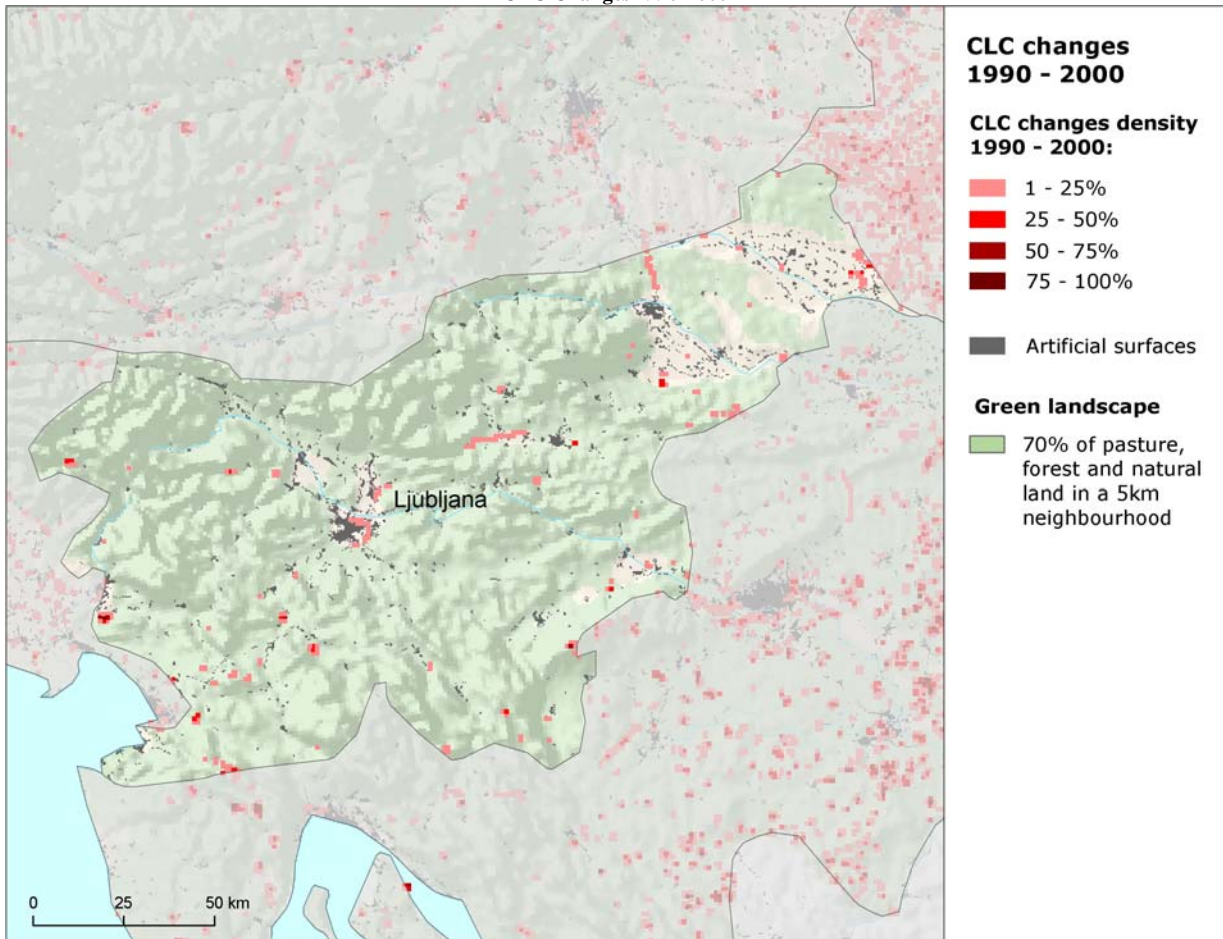 CLC changes
1990 - 2000
CLC changes density
1990 - 2000:
1 - 25%
25 - 50%
50 - 75%
75 - 100%
Artificial surfaces
Green landscape
70% of pasture,
forest and natural
land in a 5km
neighbourhood
Ljubljana
0 25 50 km